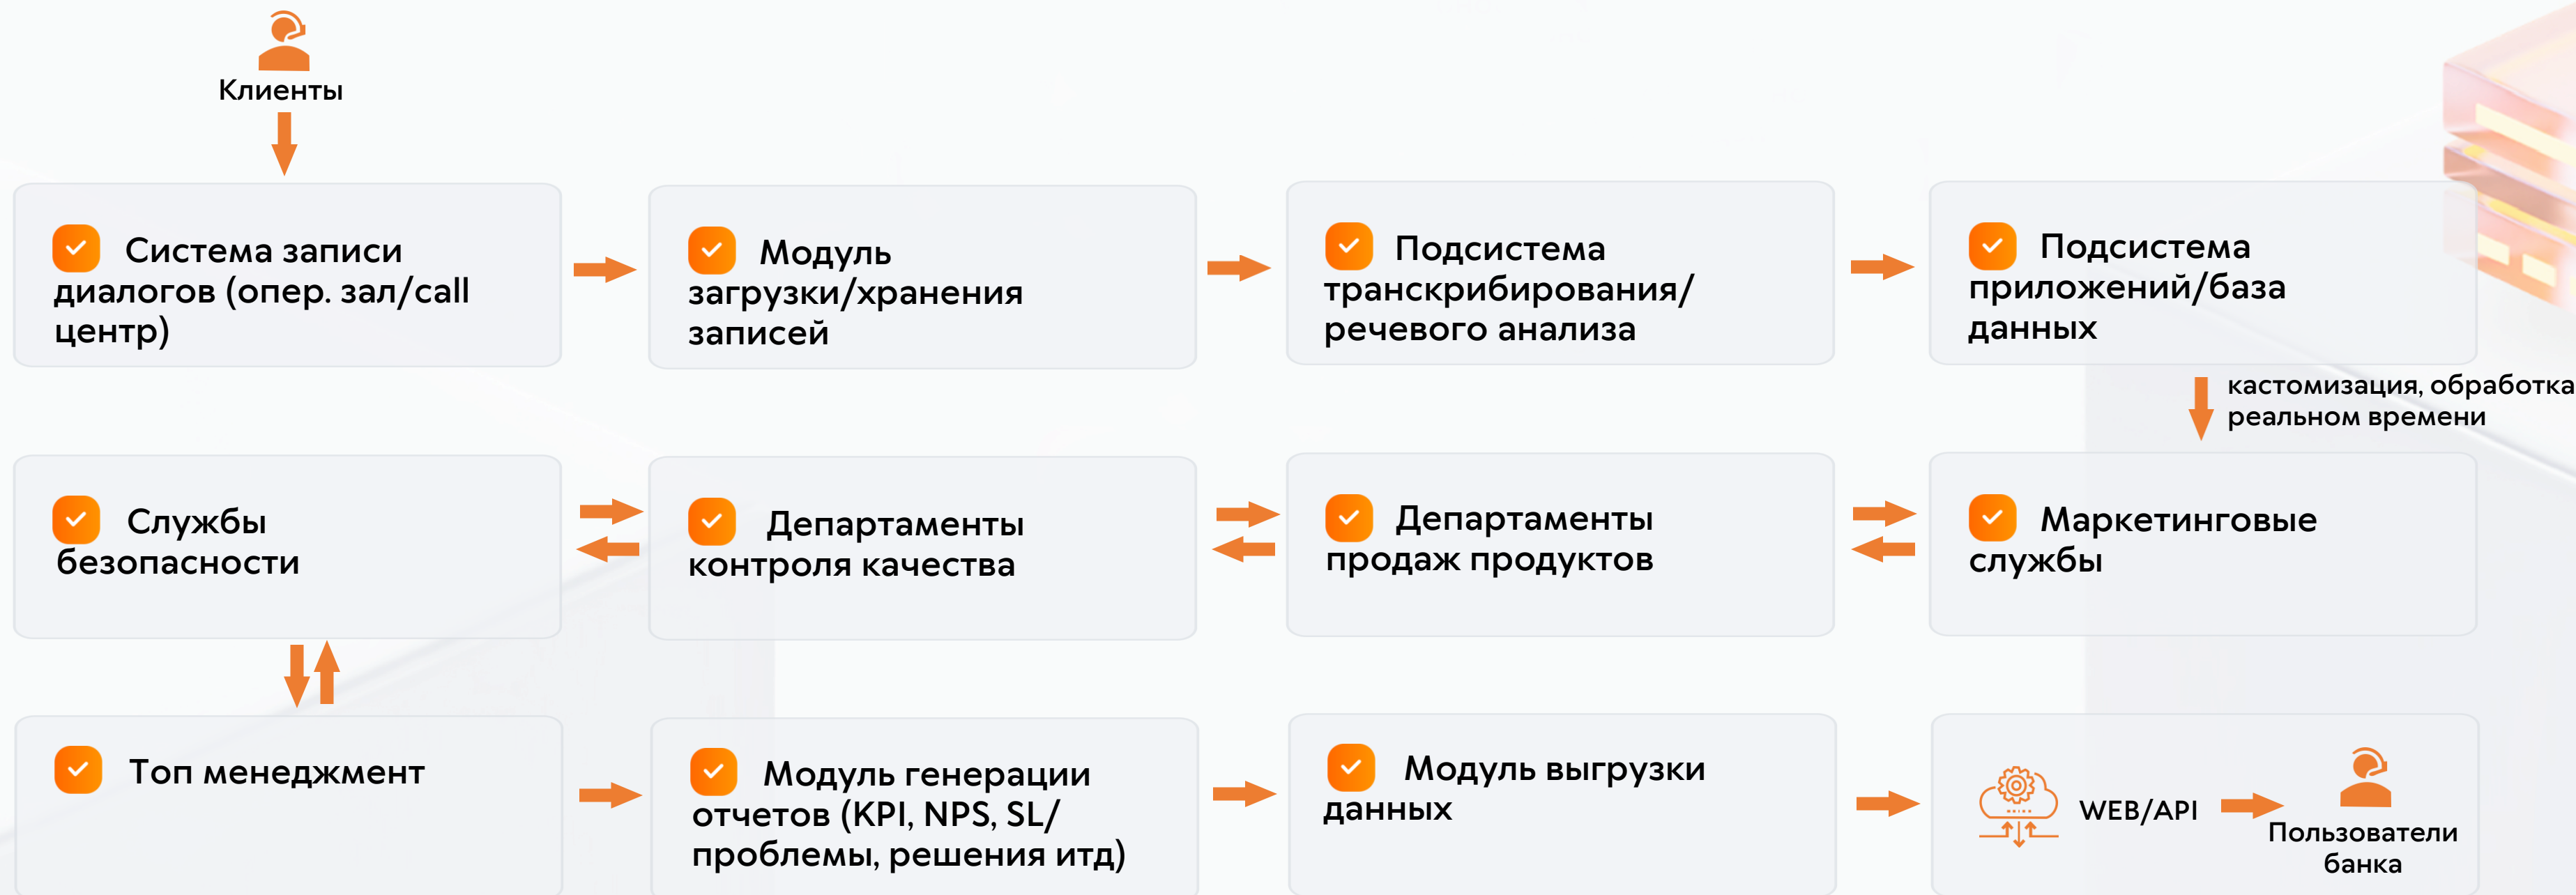 Клиенты
Система записи
диалогов (опер. зал/call
центр)
Модуль
загрузки/хранения
записей
Подсистема
транскрибирования/
речевого анализа
Подсистема
приложений/база
данных
кастомизация, обработка
реальном времени
Службы
безопасности
Департаменты
контроля качества
Департаменты
продаж продуктов
Маркетинговые
службы
Топ менеджмент
Модуль генерации
отчетов (KPI, NPS, SL/
проблемы, решения итд)
Модуль выгрузки
данных
WEB/API
Пользователи
банка